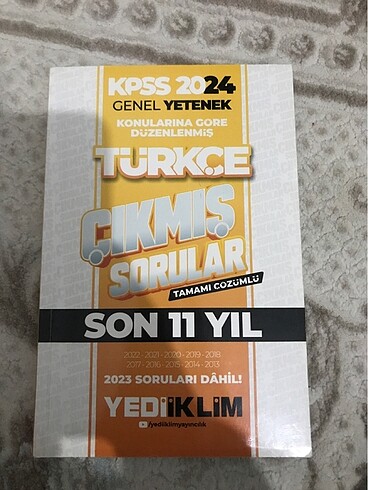 KPSS 2024
GENEL YETENEK
KONULARINA GÖRE
DÜZENLENMİŞ
TÜRKÇE
ÇIKMIŞ
SORULAR
TAMAMI ÇÖZÜMLÜ
SON 11 YIL
2022 - 2021 - 2020 - 2019 - 2018
2017 - 2016 - 2015 - 2014 - 2013
2023 SORULARI DÂHİL!
YEDİİKLİM
/yediiklimyayincilik